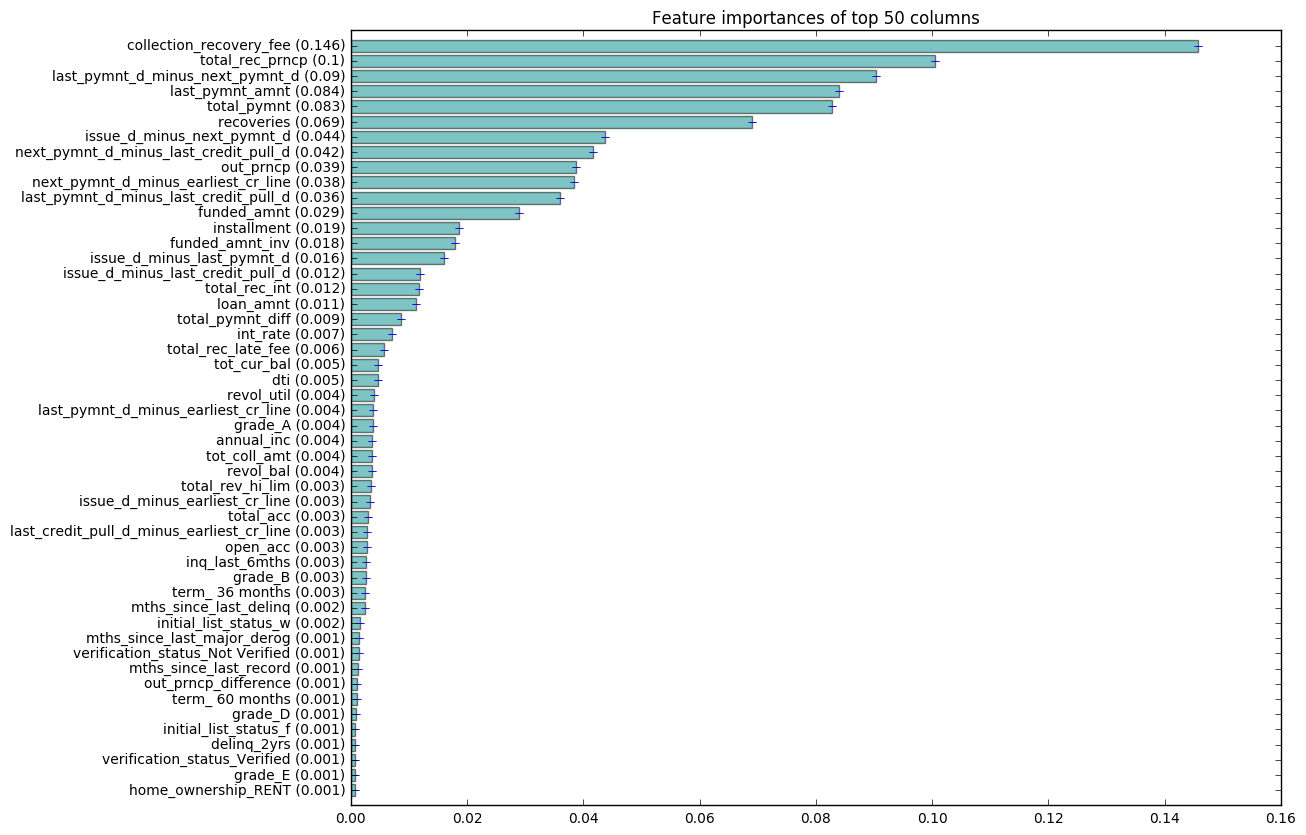 Feature importances of top 50 columns
collection_recovery_fee (0.146)
total_rec_prncp (0.1)
last_pymnt_d_minus_next_pymnt_d (0.09)
last_pymnt_amnt (0.084)
total_pymnt (0.083)
recoveries (0.069)
issue_d_minus_next_pymnt_d (0.044)
next_pymnt_d_minus_last_credit_pull_d (0.042)
out_prncp (0.039)
next_pymnt_d_minus_earliest_cr_line (0.038)
last_pymnt_d_minus_last_credit_pull_d (0.036)
funded_amnt (0.029)
installment (0.019)
funded_amnt_inv (0.018)
issue_d_minus_last_pymnt_d (0.016)
issue_d_minus_last_credit_pull_d (0.012)
total_rec_int (0.012)
loan_amnt (0.011)
total_pymnt_diff (0.009)
int_rate (0.007)
total_rec_late_fee (0.006)
tot_cur_bal (0.005)
dti (0.005)
revol_util (0.004)
last_pymnt_d_minus_earliest_cr_line (0.004)
grade_A (0.004)
annual_inc (0.004)
tot_coll_amt (0.004)
revol_bal (0.004)
total_rev_hi_lim (0.003)
issue_d_minus_earliest_cr_line (0.003)
total_acc (0.003)
last_credit_pull_d_minus_earliest_cr_line (0.003)
open_acc (0.003)
inq_last_6mths (0.003)
grade_B (0.003)
term_ 36 months (0.003)
mths_since_last_delinq (0.002)
initial_list_status_w (0.002)
mths_since_last_major_derog (0.001)
verification_status_Not Verified (0.001)
mths_since_last_record (0.001)
out_prncp_difference (0.001)
term_ 60 months (0.001)
grade_D (0.001)
initial_list_status_f (0.001)
delinq_2yrs (0.001)
verification_status_Verified (0.001)
grade_E (0.001)
home_ownership_RENT (0.001)
0.00 0.02 0.04 0.06 0.08 0.10 0.12 0.14 0.16